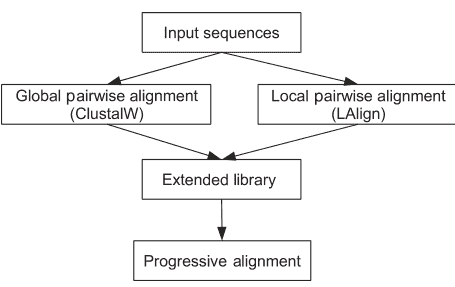 Input sequences
Global pairwise alignment
(ClustalW)
Local pairwise alignment
(LAlign)
Extended library
Progressive alignment